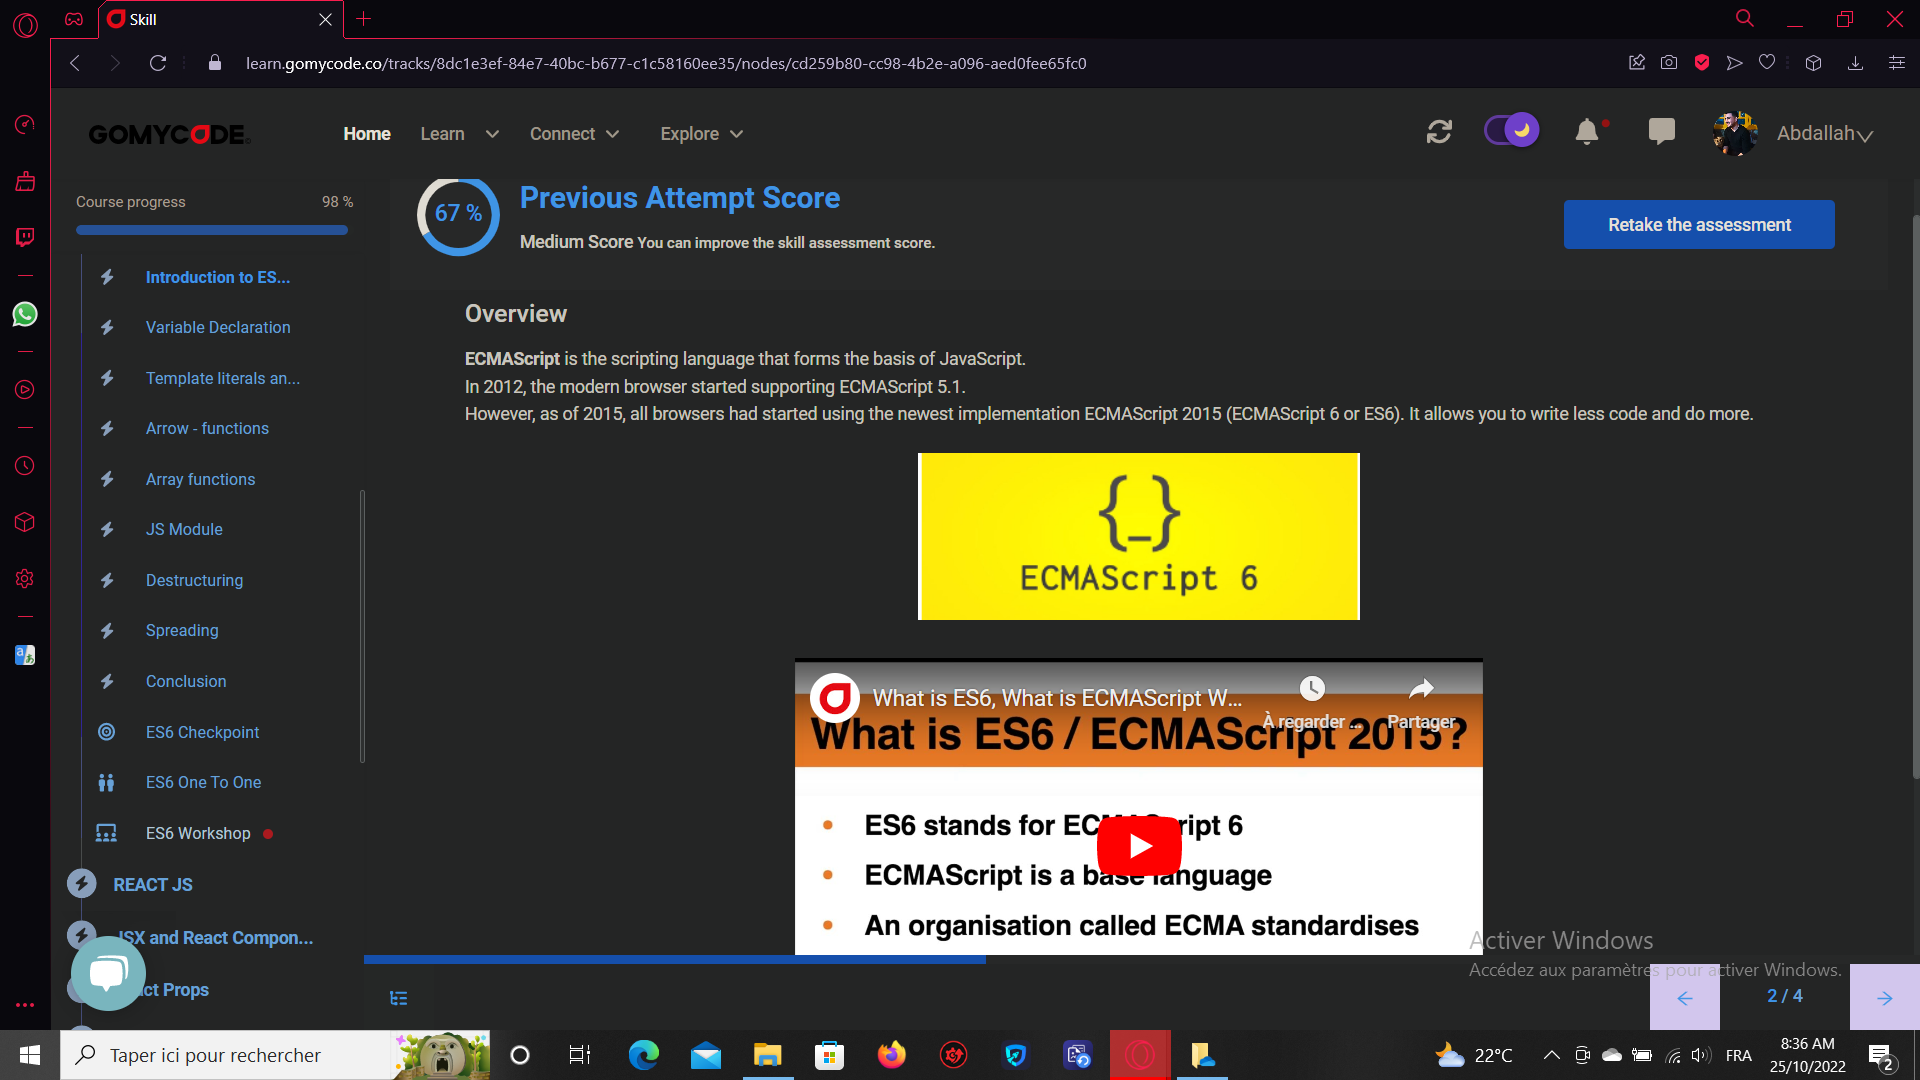 Skill
learn.gomycode.co/tracks/8dc1e3ef-84e7-40bc-b677-c1c58160ee35/nodes/cd259b80-cc98-4b2e-a096-aed0fee65fc0
GOMYCODE
Home
Learn
Connect
Explore
Abdallah
Course progress
98 %
Introduction to ES...
Variable Declaration
Template literals an...
Arrow - functions
Array functions
JS Module
Destructuring
Spreading
Conclusion
ES6 Checkpoint
ES6 One To One
ES6 Workshop
REACT JS
JSX and React Compon...
ct Props
67 %
Previous Attempt Score
Medium Score You can improve the skill assessment score.
Retake the assessment
Overview
ECMAScript is the scripting language that forms the basis of JavaScript.
In 2012, the modern browser started supporting ECMAScript 5.1.
However, as of 2015, all browsers had started using the newest implementation ECMAScript 2015 (ECMAScript 6 or ES6). It allows you to write less code and do more.
{_}
ECMAScript 6
What is ES6, What is ECMAScript W...
À regarder ...
Partager
What is ES6 / ECMAScript 2015?
• ES6 stands for ECMAScript 6
• ECMAScript is a base language
• An organisation called ECMA standardises
Activer Windows
Accédez aux paramètres pour activer Windows.
2 / 4
Taper ici pour rechercher
22°C
FRA
8:36 AM
25/10/2022
2